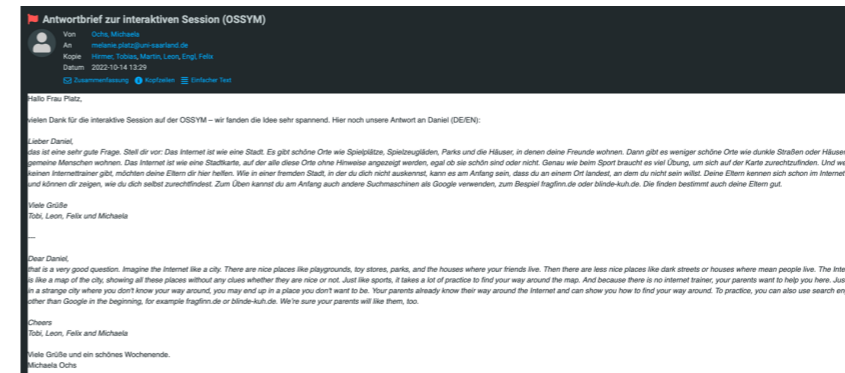 Antwortbrief zur interaktiven Session (OSSYM)
Von Ochs, Michaela
An melanie.platz@uni-saarland.de
Kopie Hirmer, Tobias, Martin, Leon, Engl, Felix
Datum 2022-10-14 13:29
Zusammenfassung Kopfzeilen Einfacher Text
Hallo Frau Platz,
vielen Dank für die interaktive Session auf der OSSYM – wir fanden die Idee sehr spannend. Hier noch unsere Antwort an Daniel (DE/EN):
Lieber Daniel,
das ist eine sehr gute Frage. Stell dir vor: Das Internet ist wie eine Stadt. Es gibt schöne Orte wie Spielplätze, Spielzeugläden, Parks und die Häuser, in denen deine Freunde wohnen. Dann gibt es weniger schöne Orte wie dunkle Straßen oder Häuser
gemeine Menschen wohnen. Das Internet ist wie eine Stadtkarte, auf der alle diese Orte ohne Hinweise angezeigt werden, egal ob sie schön sind oder nicht. Genau wie beim Sport braucht es viel Übung, um sich auf der Karte zurechtzufinden. Und we
keinen Internettrainer gibt, möchten deine Eltern dir hier helfen. Wie in einer fremden Stadt, in der du dich nicht auskennst, kann es am Anfang sein, dass du an einem Ort landest, an dem du nicht sein willst. Deine Eltern kennen sich schon im Internet
und können dir zeigen, wie du dich selbst zurechtfindest. Zum Üben kannst du am Anfang auch andere Suchmaschinen als Google verwenden, zum Bespiel fragfinn.de oder blinde-kuh.de. Die finden bestimmt auch deine Eltern gut.
Viele Grüße
Tobi, Leon, Felix und Michaela
—
Dear Daniel,
that is a very good question. Imagine the Internet like a city. There are nice places like playgrounds, toy stores, parks, and the houses where your friends live. Then there are less nice places like dark streets or houses where mean people live. The Inte
is like a map of the city, showing all these places without any clues whether they are nice or not. Just like sports, it takes a lot of practice to find your way around the map. And because there is no internet trainer, your parents want to help you here. Jus
in a strange city where you don't know your way around, you may end up in a place you don't want to be. Your parents already know their way around the Internet and can show you how to find your way around. To practice, you can also use search en
other than Google in the beginning, for example fragfinn.de or blinde-kuh.de. We're sure your parents will like them, too.
Cheers
Tobi, Leon, Felix and Michaela
Viele Grüße und ein schönes Wochenende.
Michaela Ochs